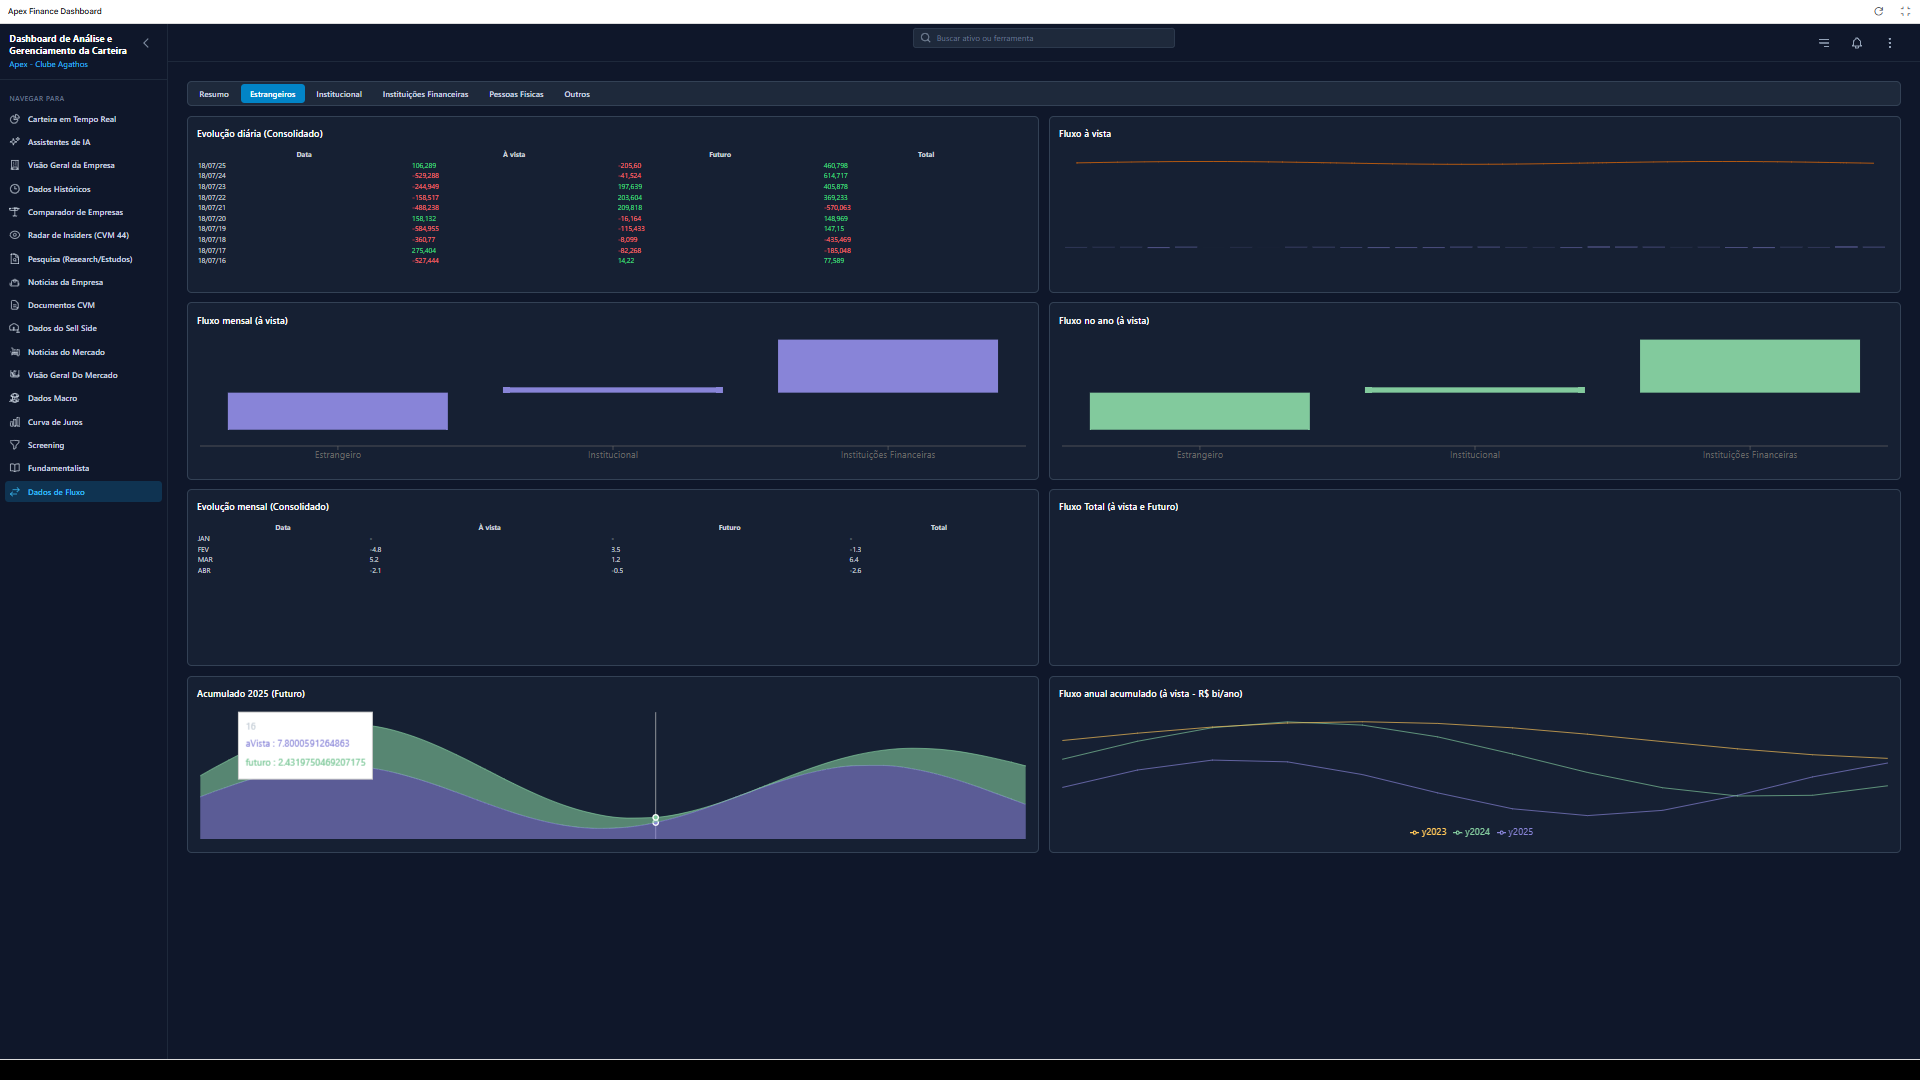 Apex Finance Dashboard
Dashboard de Análise e
Gerenciamento da Carteira
Apex - Clube Agathos
Buscar ativo ou ferramenta
NAVEGAR PARA
Carteira em Tempo Real
Assistentes de IA
Visão Geral da Empresa
Dados Históricos
Comparador de Empresas
Radar de Insiders (CVM 44)
Pesquisa (Research/Estudos)
Notícias da Empresa
Documentos CVM
Dados do Sell Side
Notícias do Mercado
Visão Geral Do Mercado
Dados Macro
Curva de Juros
Screening
Fundamentalista
Dados de Fluxo
Resumo Estrangeiros Institucional Instituições Financeiras Pessoas Físicas Outros
Evolução diária (Consolidado)
Data À vista Futuro Total
18/07/25 106,289 -205,60 460,798
18/07/24 -529,288 -41,524 614,717
18/07/23 -244,949 197,639 405,878
18/07/22 -158,517 203,604 369,233
18/07/21 -488,238 209,818 -570,063
18/07/20 158,132 -16,164 148,969
18/07/19 -584,955 -115,433 147,15
18/07/18 -360,77 -8,099 -435,469
18/07/17 275,404 -82,268 -185,048
18/07/16 -527,444 14,22 77,589
Fluxo à vista
Fluxo mensal (à vista)
Estrangeiro Institucional Instituições Financeiras
Fluxo no ano (à vista)
Estrangeiro Institucional Instituições Financeiras
Evolução mensal (Consolidado)
Data À vista Futuro Total
JAN - - -
FEV -4.8 3.5 -1.3
MAR 5.2 1.2 6.4
ABR -2.1 -0.5 -2.6
Fluxo Total (à vista e Futuro)
Acumulado 2025 (Futuro)
16
aVista : 7.8000591264863
futuro : 2.4319750469207175
Fluxo anual acumulado (à vista - R$ bi/ano)
y2023 y2024 y2025